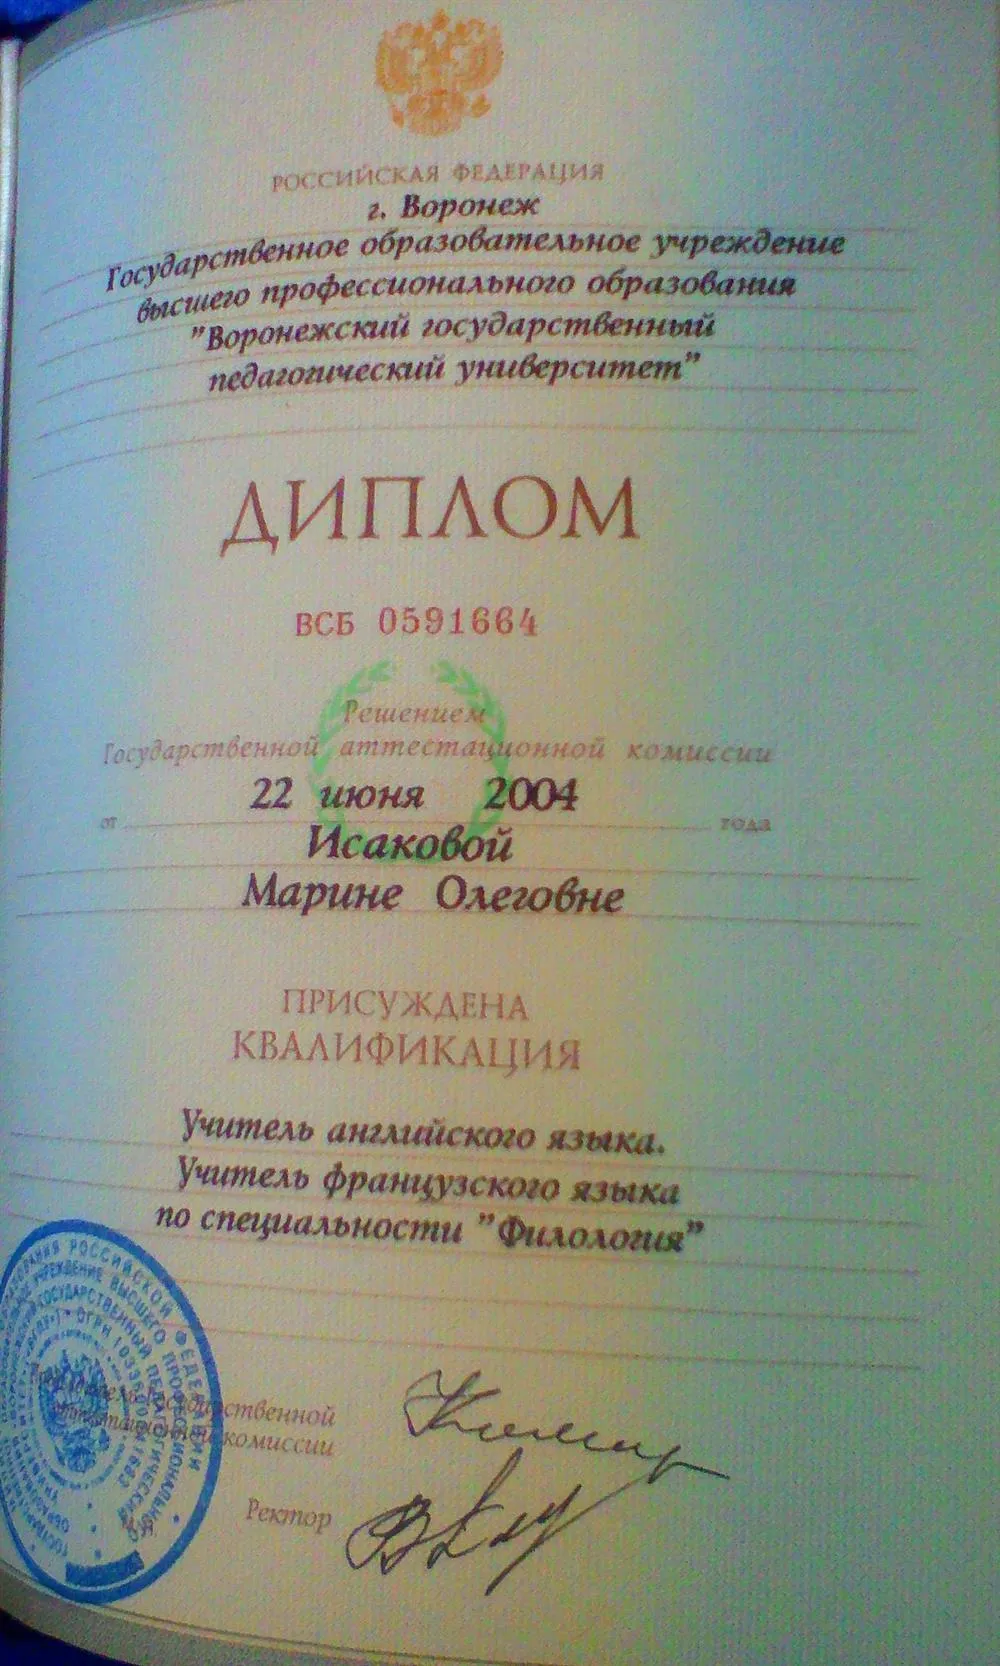 РОССИЙСКАЯ ФЕДЕРАЦИЯ
г. Воронеж
Государственное образовательное учреждение
высшего профессионального образования
"Воронежский государственный
педагогический университет"
ДИПЛОМ
ВСБ 0591664
Решением
Государственной аттестационной комиссии
от 22 июня 2004 года
Исаковой
Марине Олеговне
ПРИСУЖДЕНА
КВАЛИФИКАЦИЯ
Учитель английского языка.
Учитель французского языка
по специальности "Филология"
Председатель Государственной
аттестационной комиссии
Ректор